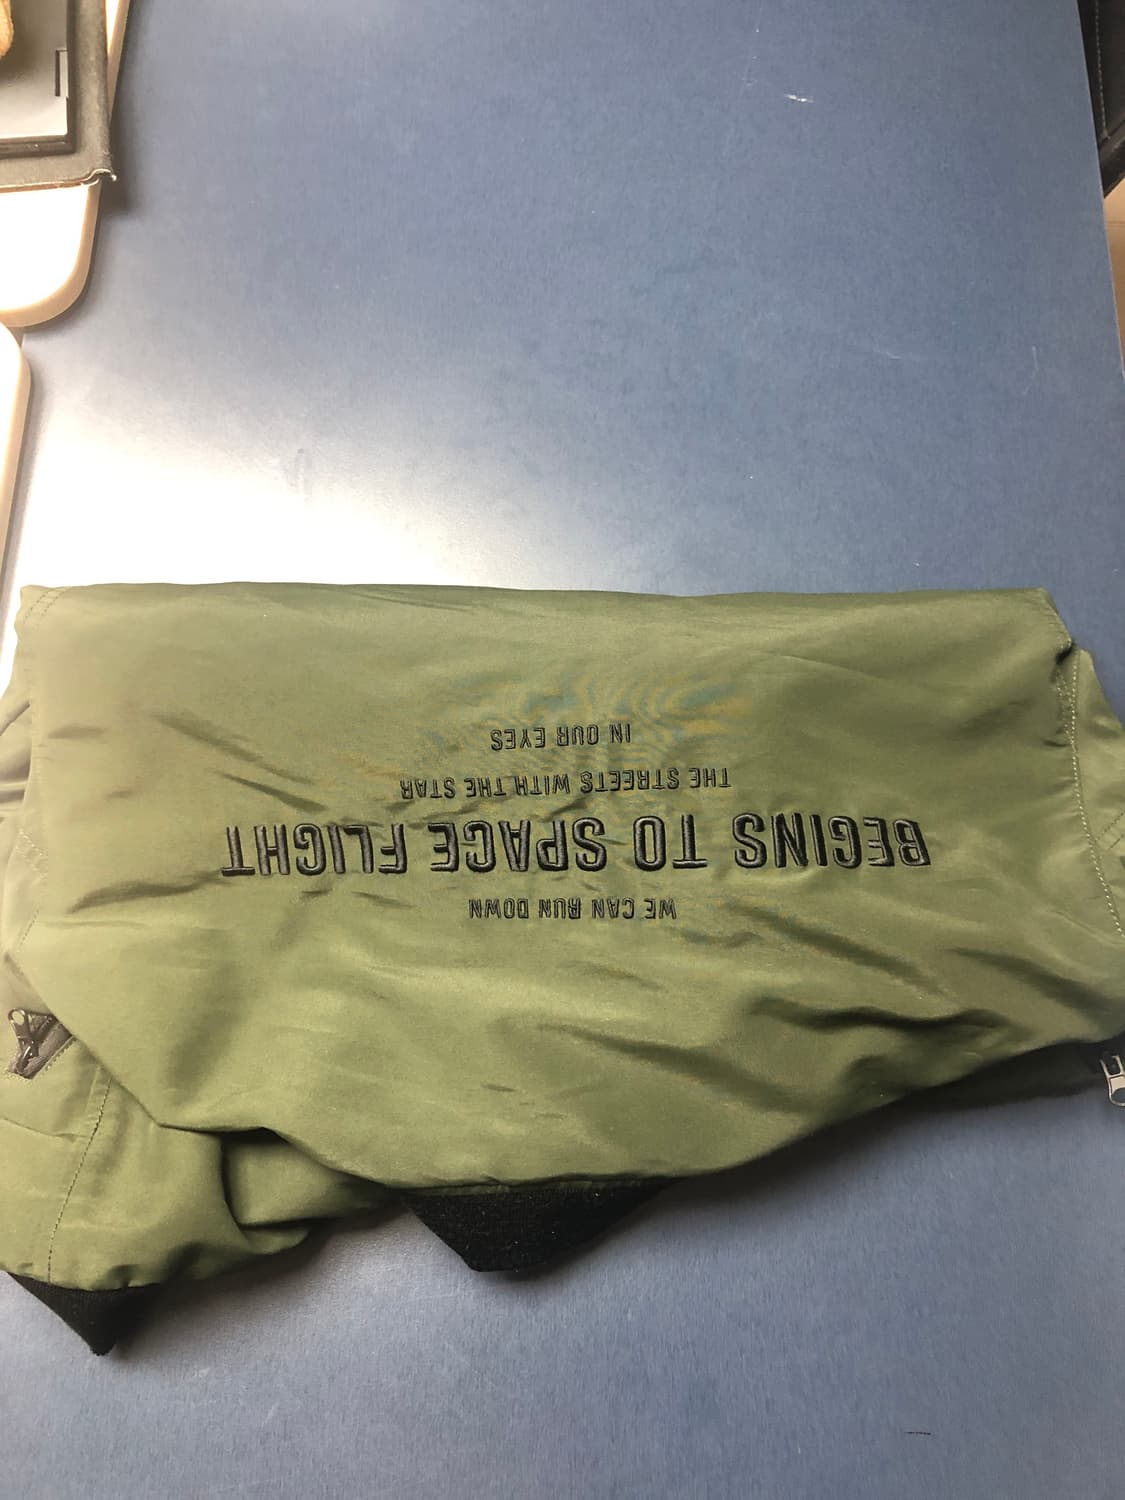 WE CAN RUN DOWN
BEGINS TO SPACE FLIGHT
THE STREETS WITH THE STAR
IN OUR EYES